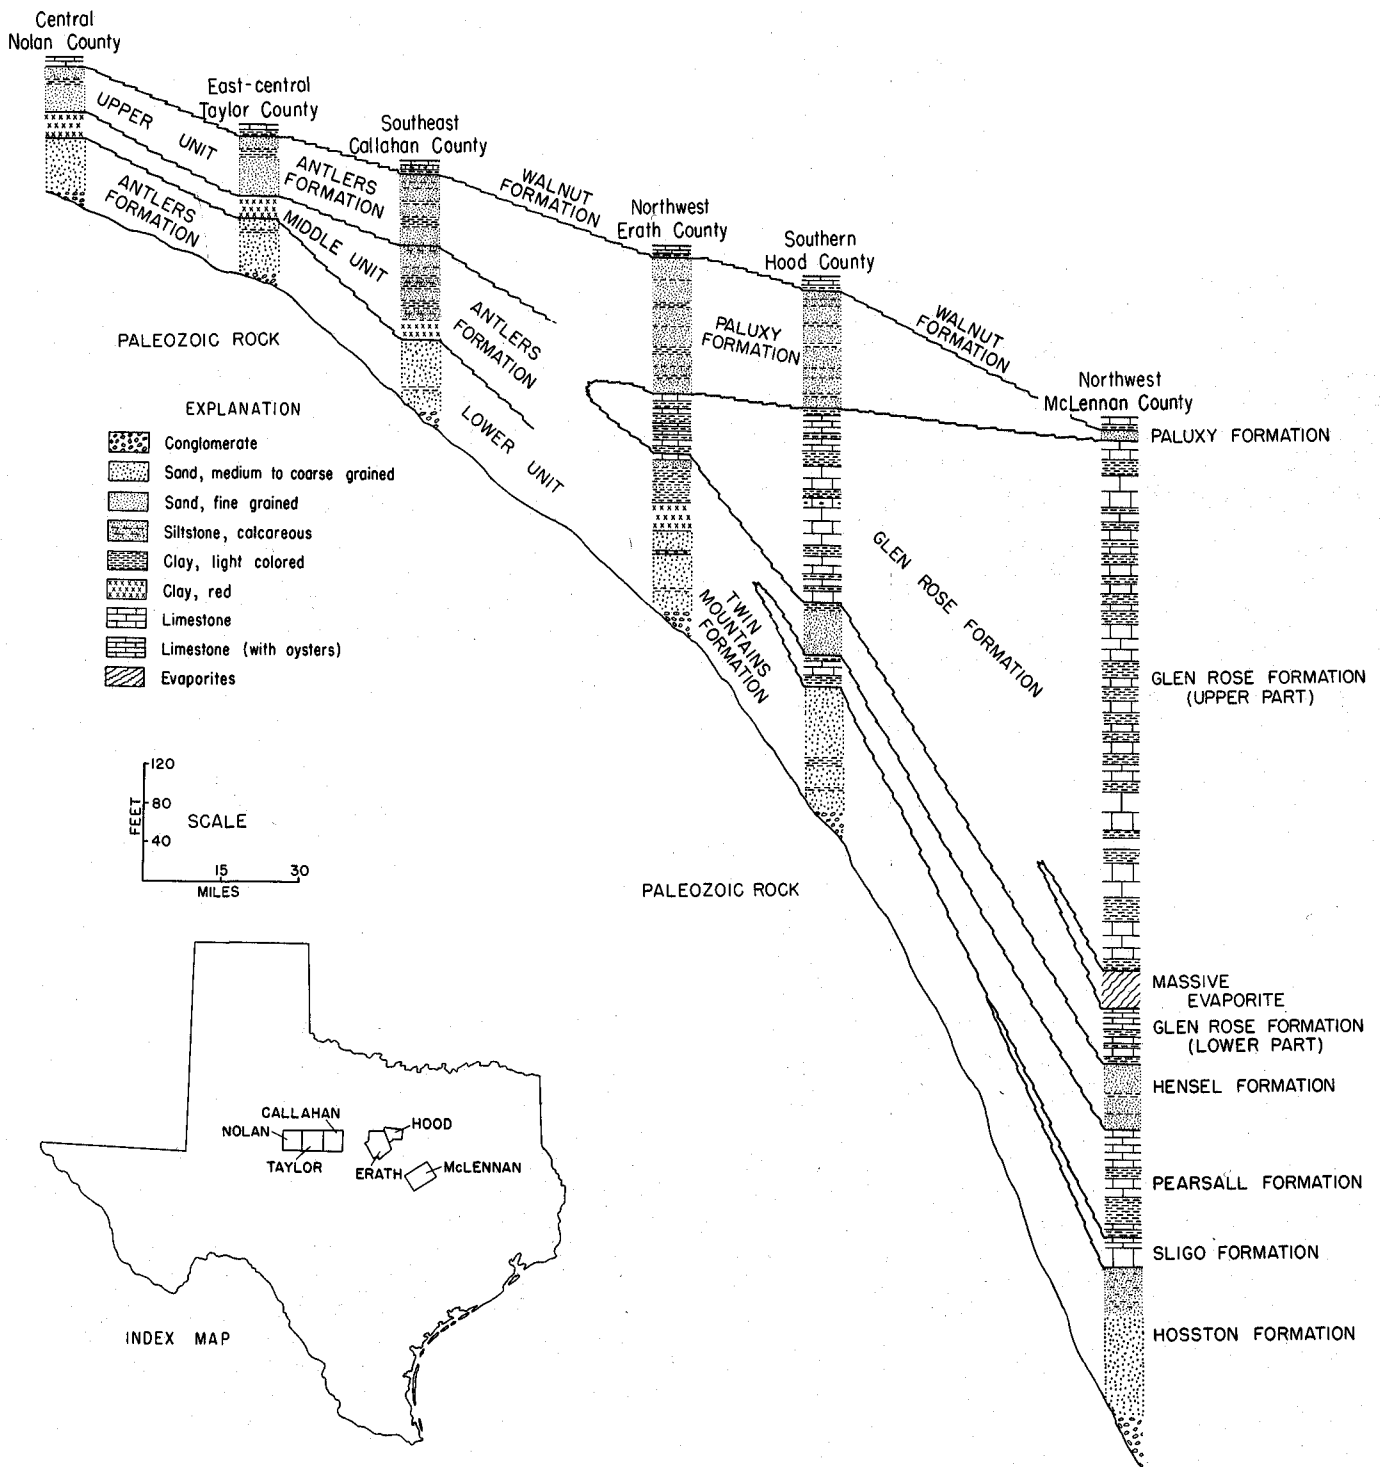 Central
Nolan County
East-central
Taylor County
Southeast
Callahan County
Northwest
Erath County
Southern
Hood County
Northwest
McLennan County
UPPER UNIT
ANTLERS
FORMATION
ANTLERS
FORMATION
MIDDLE UNIT
WALNUT
FORMATION
ANTLERS
FORMATION
LOWER UNIT
PALUXY
FORMATION
WALNUT
FORMATION
TWIN
MOUNTAINS
FORMATION
GLEN ROSE FORMATION
PALEOZOIC ROCK
PALEOZOIC ROCK
EXPLANATION
Conglomerate
Sand, medium to coarse grained
Sand, fine grained
Siltstone, calcareous
Clay, light colored
Clay, red
Limestone
Limestone (with oysters)
Evaporites
120
80
40
FEET
SCALE
15
30
MILES
PALUXY FORMATION
GLEN ROSE FORMATION
(UPPER PART)
MASSIVE
EVAPORITE
GLEN ROSE FORMATION
(LOWER PART)
HENSEL FORMATION
PEARSALL FORMATION
SLIGO FORMATION
HOSSTON FORMATION
CALLAHAN
NOLAN
TAYLOR
HOOD
ERATH
McLENNAN
INDEX MAP